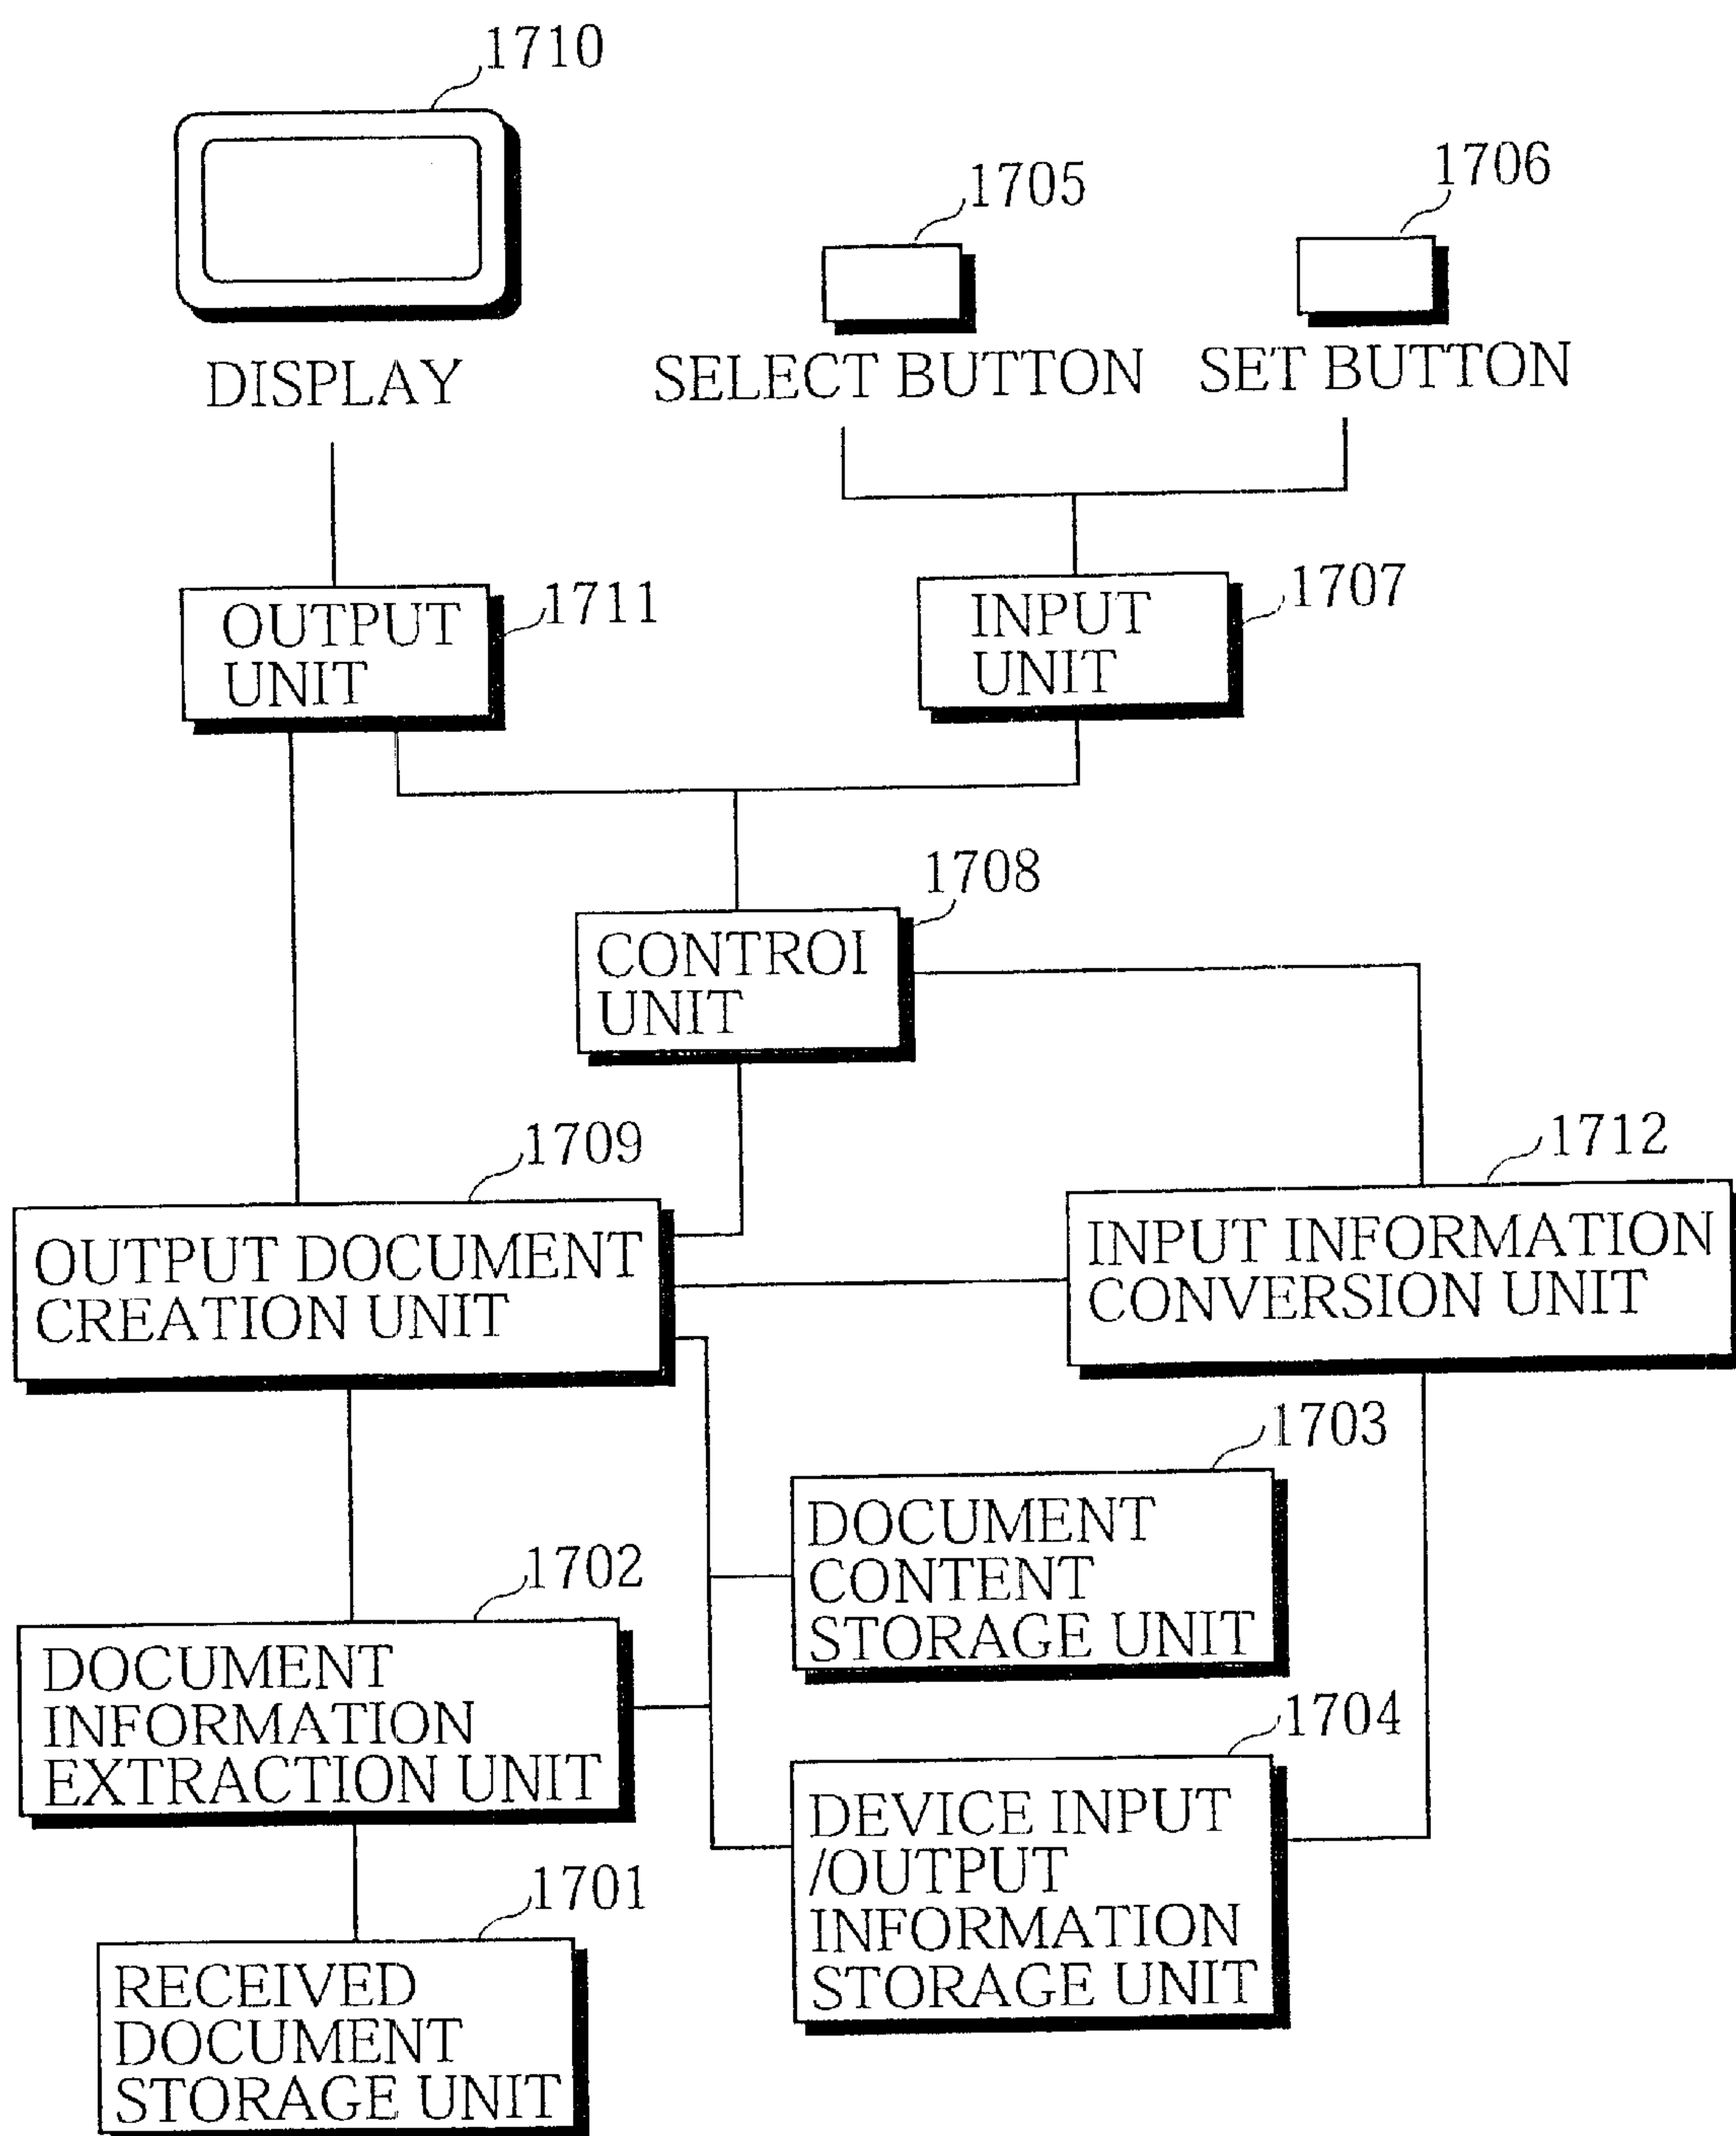 1710
1705
1706
DISPLAY
SELECT BUTTON
SET BUTTON
OUTPUT
UNIT
1711
INPUT
UNIT
1707
1708
CONTROI
UNIT
1709
OUTPUT DOCUMENT
CREATION UNIT
1712
INPUT INFORMATION
CONVERSION UNIT
1703
DOCUMENT
CONTENT
STORAGE UNIT
1702
DOCUMENT
INFORMATION
EXTRACTION UNIT
1704
DEVICE INPUT
/OUTPUT
INFORMATION
STORAGE UNIT
1701
RECEIVED
DOCUMENT
STORAGE UNIT